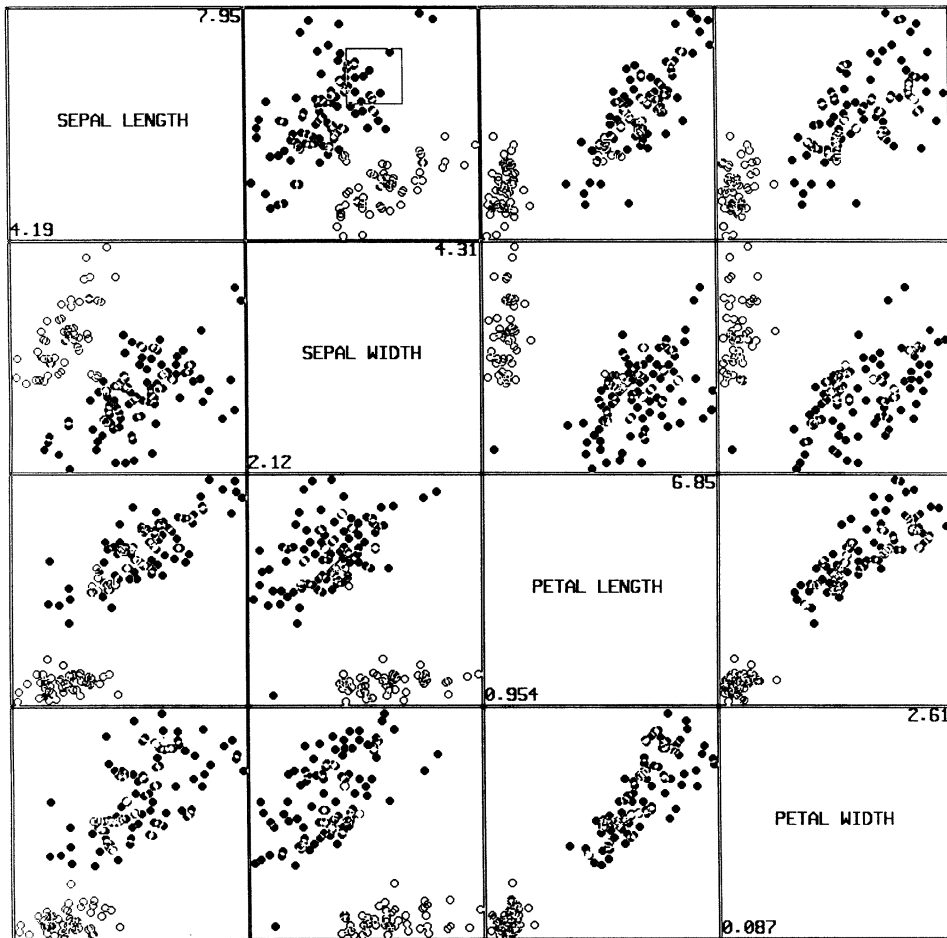 7.95
SEPAL LENGTH
4.19
4.31
SEPAL WIDTH
2.12
6.85
PETAL LENGTH
0.954
2.61
PETAL WIDTH
0.087